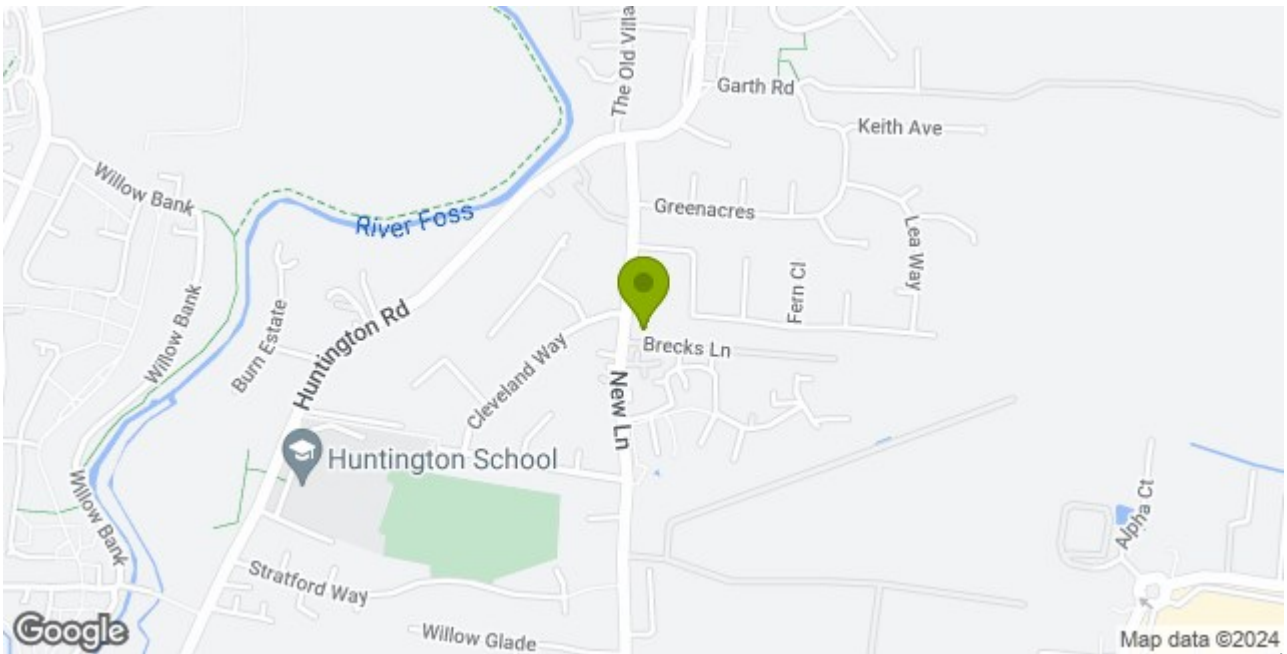 The Old Villa
Garth Rd
Keith Ave
Willow Bank
River Foss
Greenacres
Lea Way
Fern Cl
Willow Bank
Burn Estate
Huntington Rd
Cleveland Way
Brecks Ln
New Ln
Huntington School
Willow Bank
Alpha Ct
Stratford Way
Willow Glade
Google
Map data ©2024